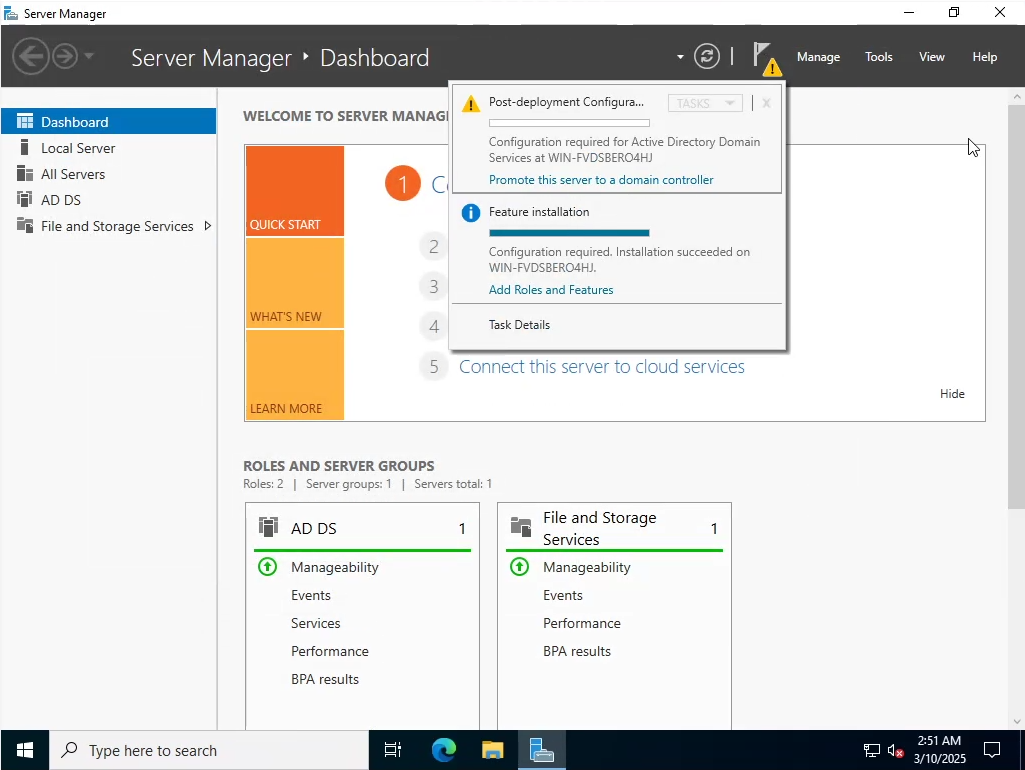 Server Manager
Server Manager ‣ Dashboard
Manage
Tools
View
Help
Dashboard
Local Server
All Servers
AD DS
File and Storage Services
WELCOME TO SERVER
QUICK START
WHAT'S NEW
LEARN MORE
1
2
3
4
5 Connect this server to cloud services
Hide
Post-deployment Configura...
TASKS
X
Configuration required for Active Directory Domain
Services at WIN-FVDSBERO4HJ
Promote this server to a domain controller
Feature installation
Configuration required. Installation succeeded on
WIN-FVDSBERO4HJ.
Add Roles and Features
Task Details
ROLES AND SERVER GROUPS
Roles: 2 | Server groups: 1 | Servers total: 1
AD DS 1
Manageability
Events
Services
Performance
BPA results
File and Storage
Services
1
Manageability
Events
Performance
BPA results
Type here to search
2:51 AM
3/10/2025